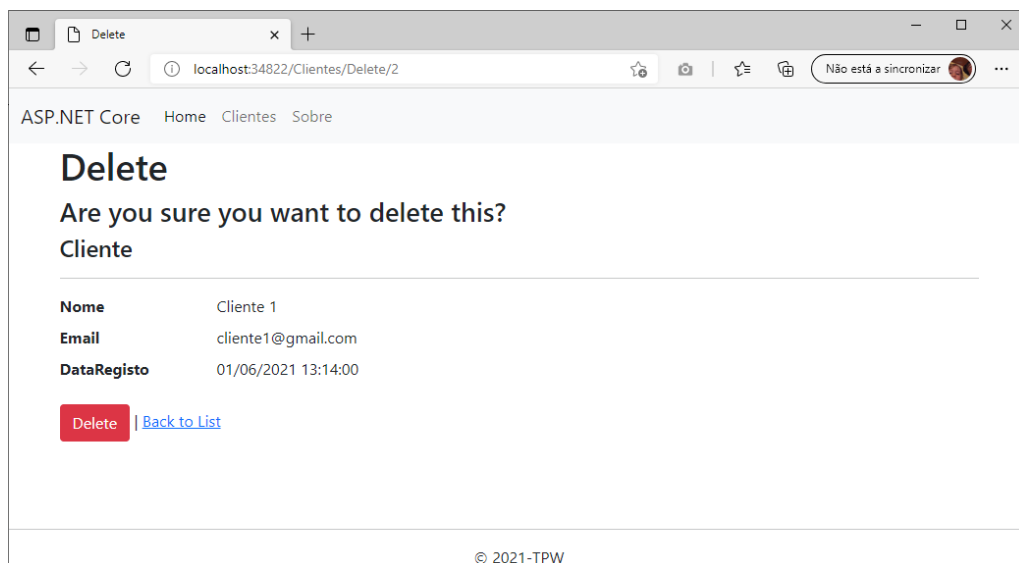 Delete
localhost:34822/Clientes/Delete/2
Não está a sincronizar
ASP.NET Core Home Clientes Sobre
Delete
Are you sure you want to delete this?
Cliente
Nome Cliente 1
Email cliente1@gmail.com
DataRegisto 01/06/2021 13:14:00
Delete | Back to List
© 2021-TPW